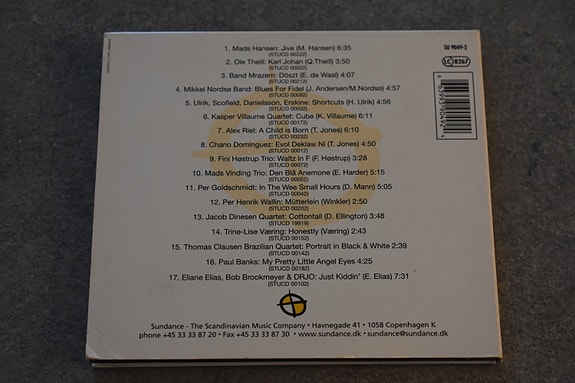 1. Mads Hansen: Jive (M. Hansen) 6:35
(STUCD 00222)
2. Ole Theill: Karl Johan (Q.Theill) 3:50
(STUCD 00022)
3. Band Mrazem: Döszt (E. de Waal) 4:07
(STUCD 00212)
4. Mikkel Nordsø Band: Blues For Fidel (J. Andersen/M.Nordsø) 4:57
(STUCD 00092)
5. Ulrik, Scofield, Danielsson, Erskine: Shortcuts (H. Ulrik) 4:56
(STUCD 00032)
6. Kasper Villaume Quartet: Cuba (K. Villaume) 6:11
(STUCD 00172)
7. Alex Riel: A Child is Born (T. Jones) 6:10
(STUCD 00232)
8. Chano Dominguez: Evol Deklaw Ni (T. Jones) 4:50
(STUCD 00012)
9. Fini Høstrup Trio: Waltz in F (F. Høstrup) 3:28
(STUCD 00072)
10. Mads Vinding Trio: Den Blå Anemone (E. Harder) 5:15
(STUCD 00052)
11. Per Goldschmidt: In The Wee Small Hours (D. Mann) 5:05
(STUCD 00042)
12. Per Henrik Wallin: Mütterlein (Winkler) 2:50
(STUCD 00202)
13. Jacob Dinesen Quartet: Cottontail (D. Ellington) 3:48
(STUCD 19919)
14. Trine-Lise Væring: Honestly (Væring) 2:43
(STUCD 00152)
15. Thomas Clausen Brazilian Quartet: Portrait in Black & White 2:39
(STUCD 00142)
16. Paul Banks: My Pretty Little Angel Eyes 4:25
(STUCD 00182)
17. Eliane Elias, Bob Brookmeyer & DRJO: Just Kiddin' (E. Elias) 7:31
(STUCD 00102)
SU 9049-2
LC 8267
Sundance - The Scandinavian Music Company • Havnegade 41 • 1058 Copenhagen K
phone +45 33 33 87 20 • Fax +45 33 33 87 30 • www.sundance.dk • sundance@sundance.dk